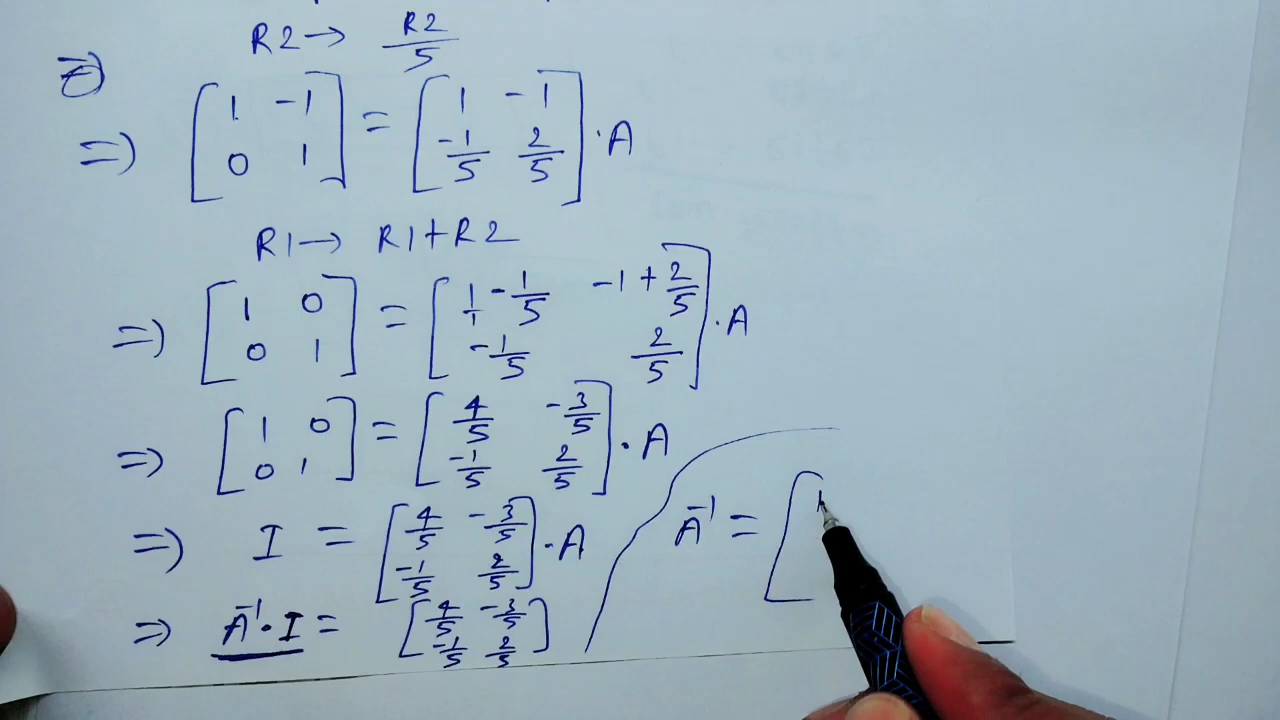 R2 → R2/5
⇒ [1 -1; 0 1] = [1 -1; -1/5 2/5] · A
R1 → R1 + R2
⇒ [1 0; 0 1] = [1/1 - 1/5 -1 + 2/5; -1/5 2/5] · A
⇒ [1 0; 0 1] = [4/5 -3/5; -1/5 2/5] · A
⇒ I = [4/5 -3/5; -1/5 2/5] · A
⇒ A⁻¹ · I = [4/5 -3/5; -1/5 2/5]
A⁻¹ = [